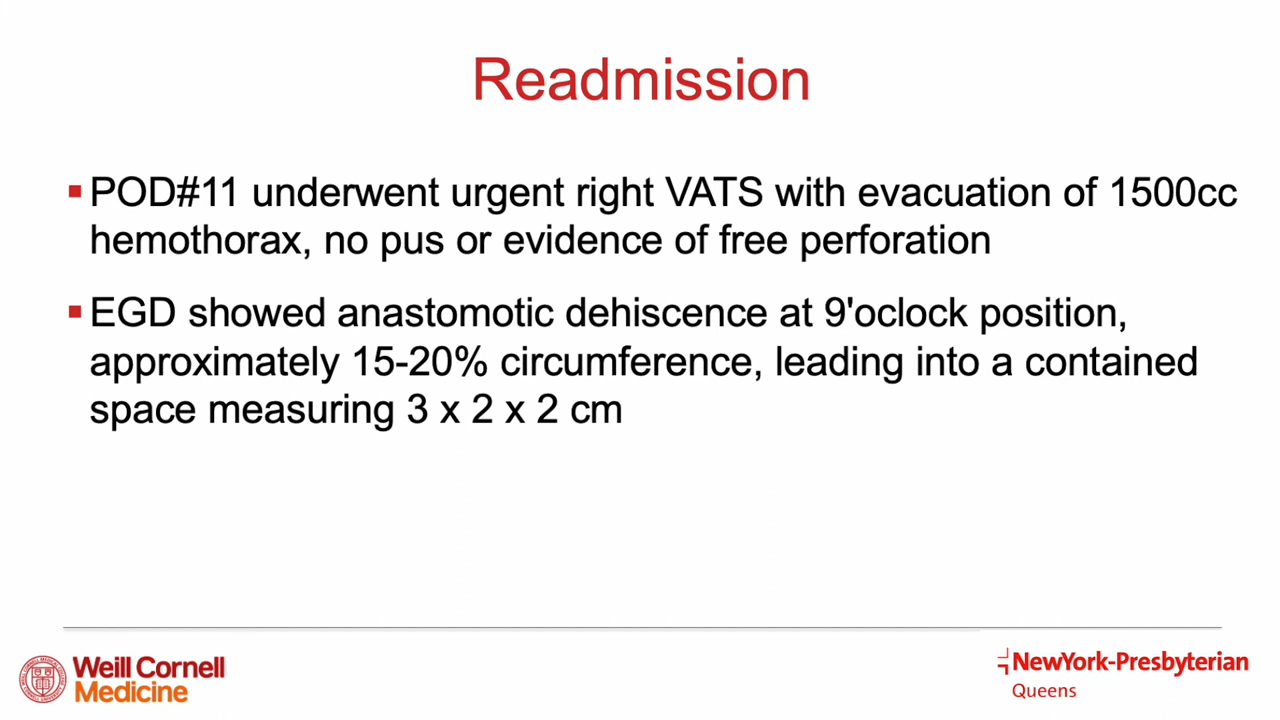 Readmission
POD#11 underwent urgent right VATS with evacuation of 1500cc
hemothorax, no pus or evidence of free perforation
EGD showed anastomotic dehiscence at 9'oclock position,
approximately 15-20% circumference, leading into a contained
space measuring 3 x 2 x 2 cm
Weill Cornell
Medicine
NewYork-Presbyterian
Queens